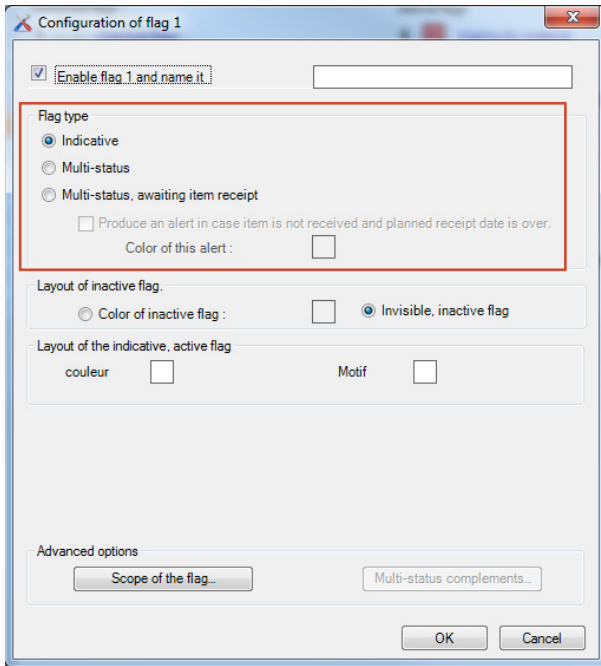 Configuration of flag 1
Enable flag 1 and name it
Flag type
Indicative
Multi-status
Multi-status, awaiting item receipt
Produce an alert in case item is not received and planned receipt date is over.
Color of this alert :
Layout of inactive flag.
Color of inactive flag :
Invisible, inactive flag
Layout of the indicative, active flag
couleur
Motif
Advanced options
Scope of the flag...
Multi-status complements...
OK
Cancel